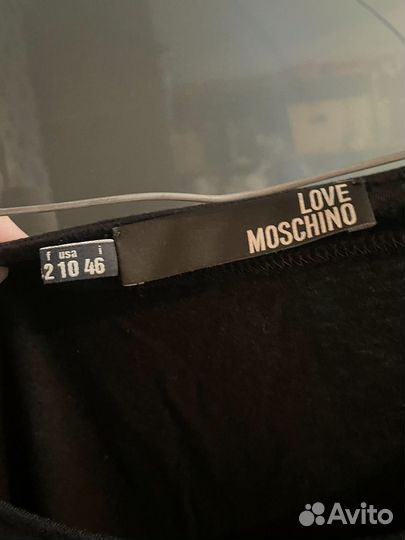 LOVE
MOSCHINO
f usa i
2 10 46
Avito